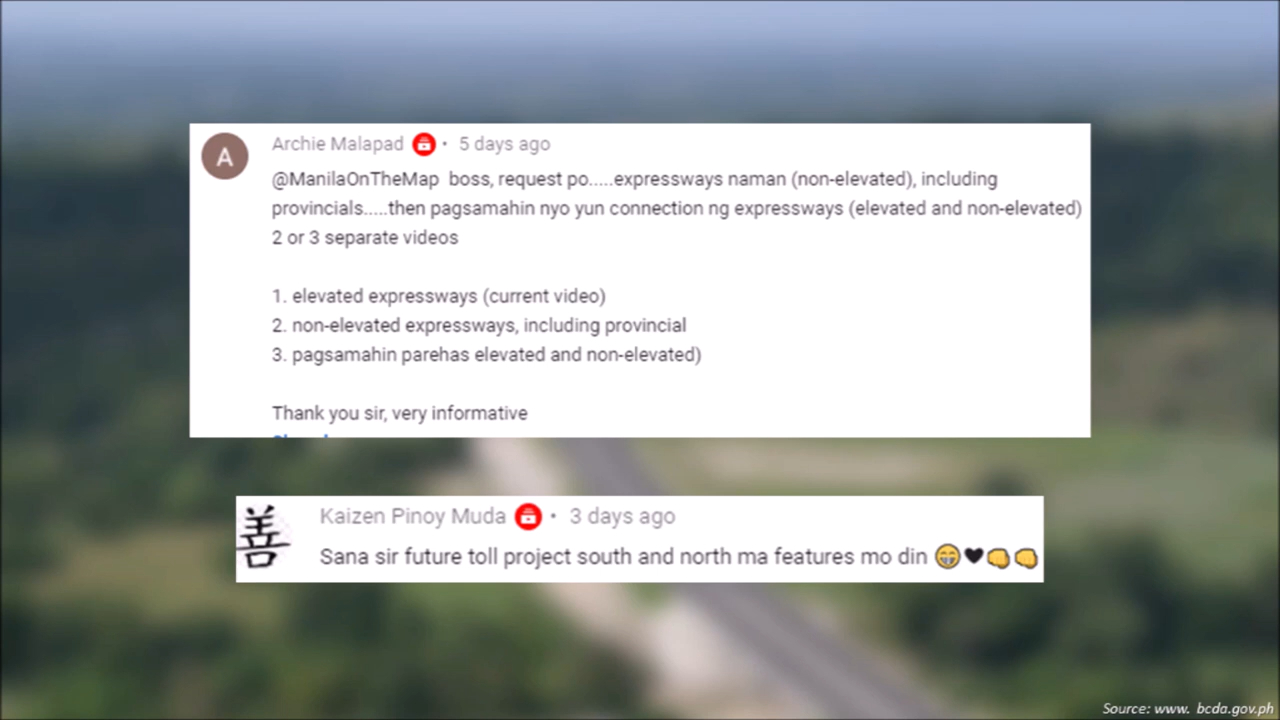 A
Archie Malapad · 5 days ago
@ManilaOnTheMap boss, request po.....expressways naman (non-elevated), including
provincials.....then pagsamahin nyo yun connection ng expressways (elevated and non-elevated)
2 or 3 separate videos
1. elevated expressways (current video)
2. non-elevated expressways, including provincial
3. pagsamahin parehas elevated and non-elevated)
Thank you sir, very informative
善
Kaizen Pinoy Muda · 3 days ago
Sana sir future toll project south and north ma features mo din 😁🖤👊👊
Source: www. bcda.gov.ph